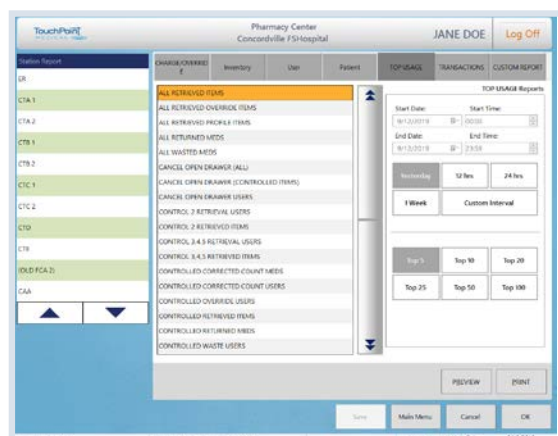 TouchPoint
MEDICAL
Pharmacy Center
Concordville FSHospital
JANE DOE
Log Off
Station Report
ER
CTA 1
CTA 2
CTB 1
CTB 2
CTC 1
CTC 2
CTD
CTE
(OLD FCA 2)
CAA
CHARGE/OVERRIDE
Inventory
User
Patient
TOP USAGE
TRANSACTIONS
CUSTOM REPORT
ALL RETRIEVED ITEMS
ALL RETRIEVED OVERRIDE ITEMS
ALL RETRIEVED PROFILE ITEMS
ALL RETURNED MEDS
ALL WASTED MEDS
CANCEL OPEN DRAWER (ALL)
CANCEL OPEN DRAWER (CONTROLLED ITEMS)
CANCEL OPEN DRAWER USERS
CONTROL 2 RETRIEVAL USERS
CONTROL 2 RETRIEVED ITEMS
CONTROL 3,4,5 RETRIEVAL USERS
CONTROL 3,4,5 RETRIEVED ITEMS
CONTROLLED CORRECTED COUNT MEDS
CONTROLLED CORRECTED COUNT USERS
CONTROLLED OVERRIDE USERS
CONTROLLED RETRIEVED ITEMS
CONTROLLED RETURNED MEDS
CONTROLLED WASTE USERS
TOP USAGE Reports
Start Date:
Start Time:
9/12/2019
00:00
End Date:
End Time:
9/12/2019
23:59
Yesterday
12 hrs
24 hrs
1 Week
Custom Interval
Top 5
Top 10
Top 20
Top 25
Top 50
Top 100
PREVIEW
PRINT
Save
Main Menu
Cancel
OK